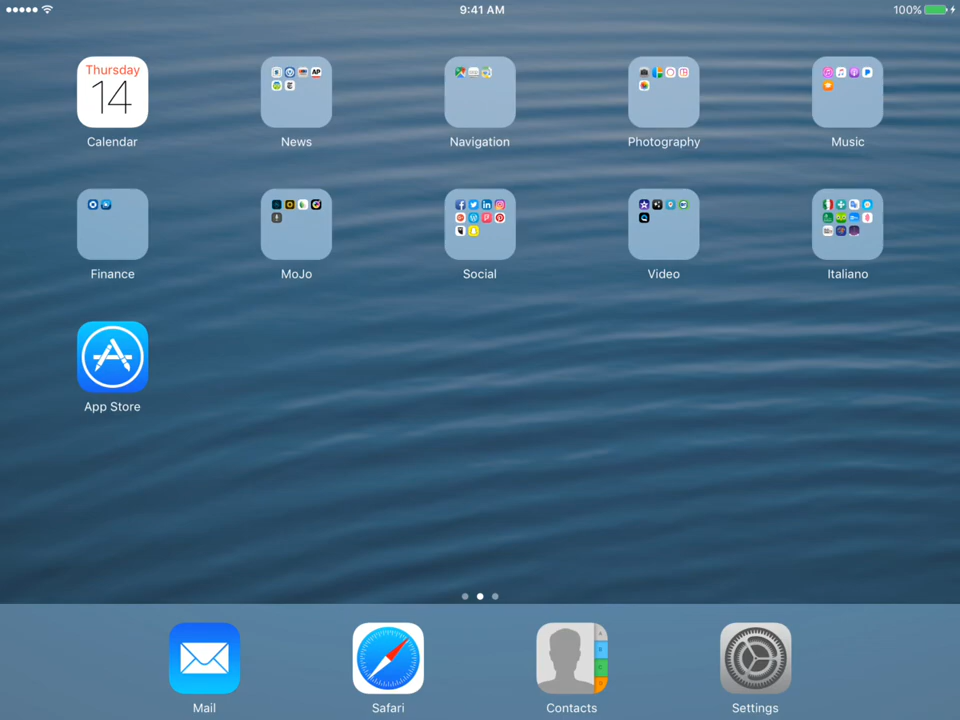 9:41 AM
100%
Thursday
14
Calendar
News
Navigation
Photography
Music
AP
Finance
MoJo
Social
Video
Italiano
App Store
Mail
Safari
Contacts
Settings